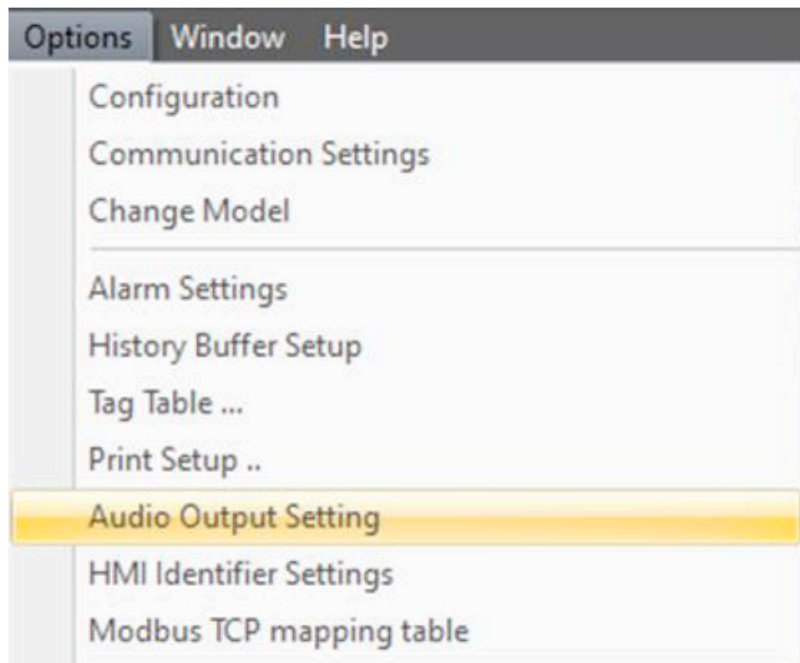 Options Window Help
Configuration
Communication Settings
Change Model
Alarm Settings
History Buffer Setup
Tag Table ...
Print Setup ..
Audio Output Setting
HMI Identifier Settings
Modbus TCP mapping table